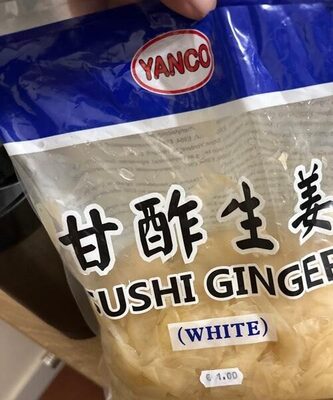 YANCO
甘酢生姜
SUSHI GINGER
(WHITE)
€ 1.00